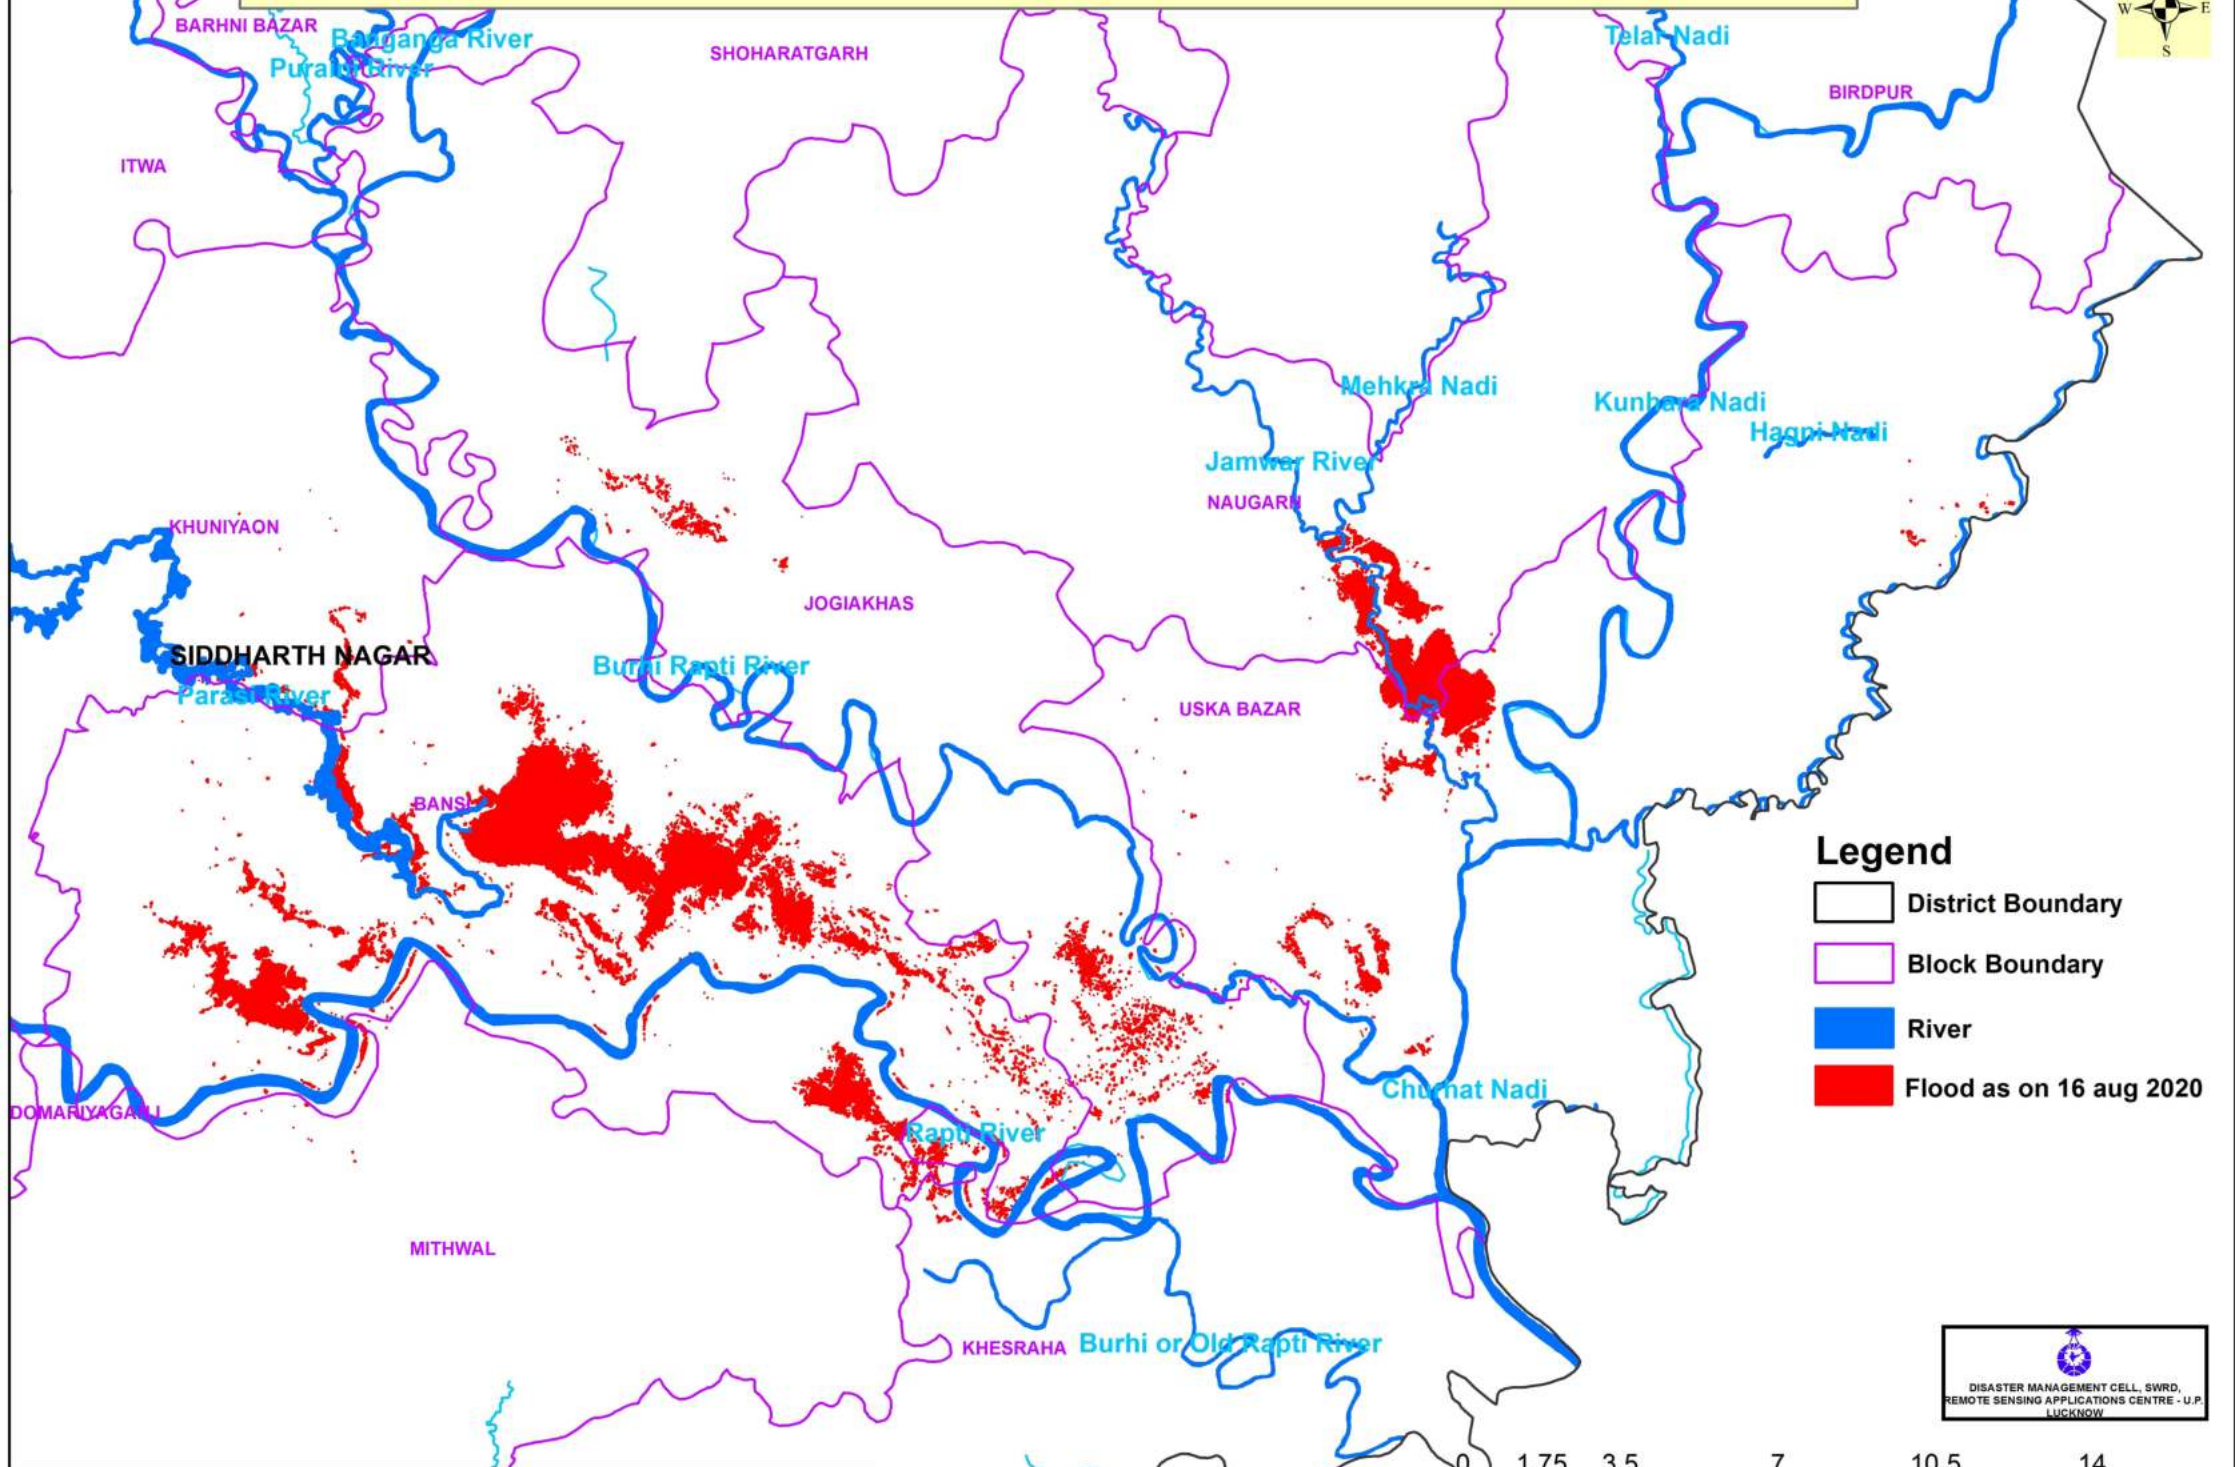 W E
S
BARHNI BAZAR
Banganga River
Puraini River
SHOHARATGARH
Telar Nadi
BIRDPUR
ITWA
Mehkra Nadi
Kunhara Nadi
Hagni Nadi
Jamwar River
NAUGARH
KHUNIYAON
JOGIAKHAS
SIDDHARTH NAGAR
Parasi River
Burhi Rapti River
USKA BAZAR
BANSI
Legend
District Boundary
Block Boundary
River
Flood as on 16 aug 2020
Churhat Nadi
DOMARIYAGANJ
Rapti River
MITHWAL
KHESRAHA
Burhi or Old Rapti River
DISASTER MANAGEMENT CELL, SWRD,
REMOTE SENSING APPLICATIONS CENTRE - U.P.
LUCKNOW
0 1.75 3.5 7 10.5 14